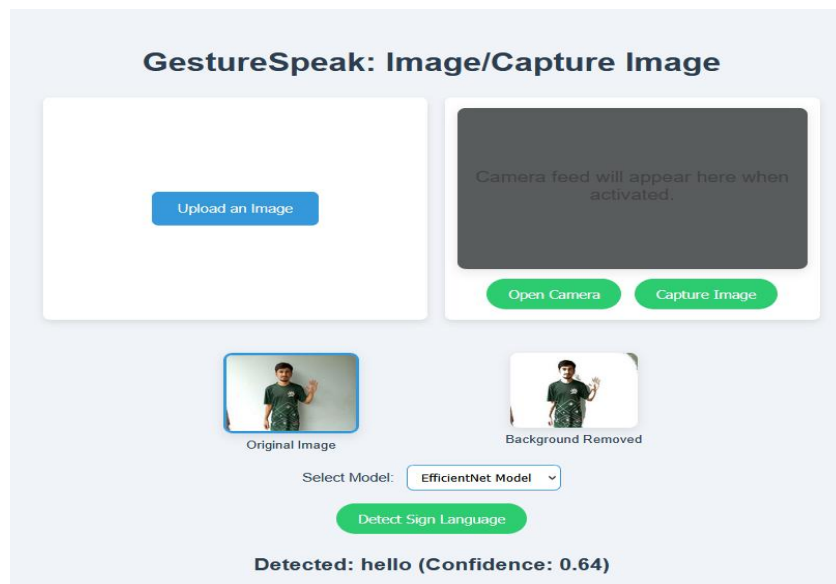 GestureSpeak: Image/Capture Image
Upload an Image
Camera feed will appear here when
activated.
Open Camera
Capture Image
Original Image
Background Removed
Select Model:
EfficientNet Model
Detect Sign Language
Detected: hello (Confidence: 0.64)